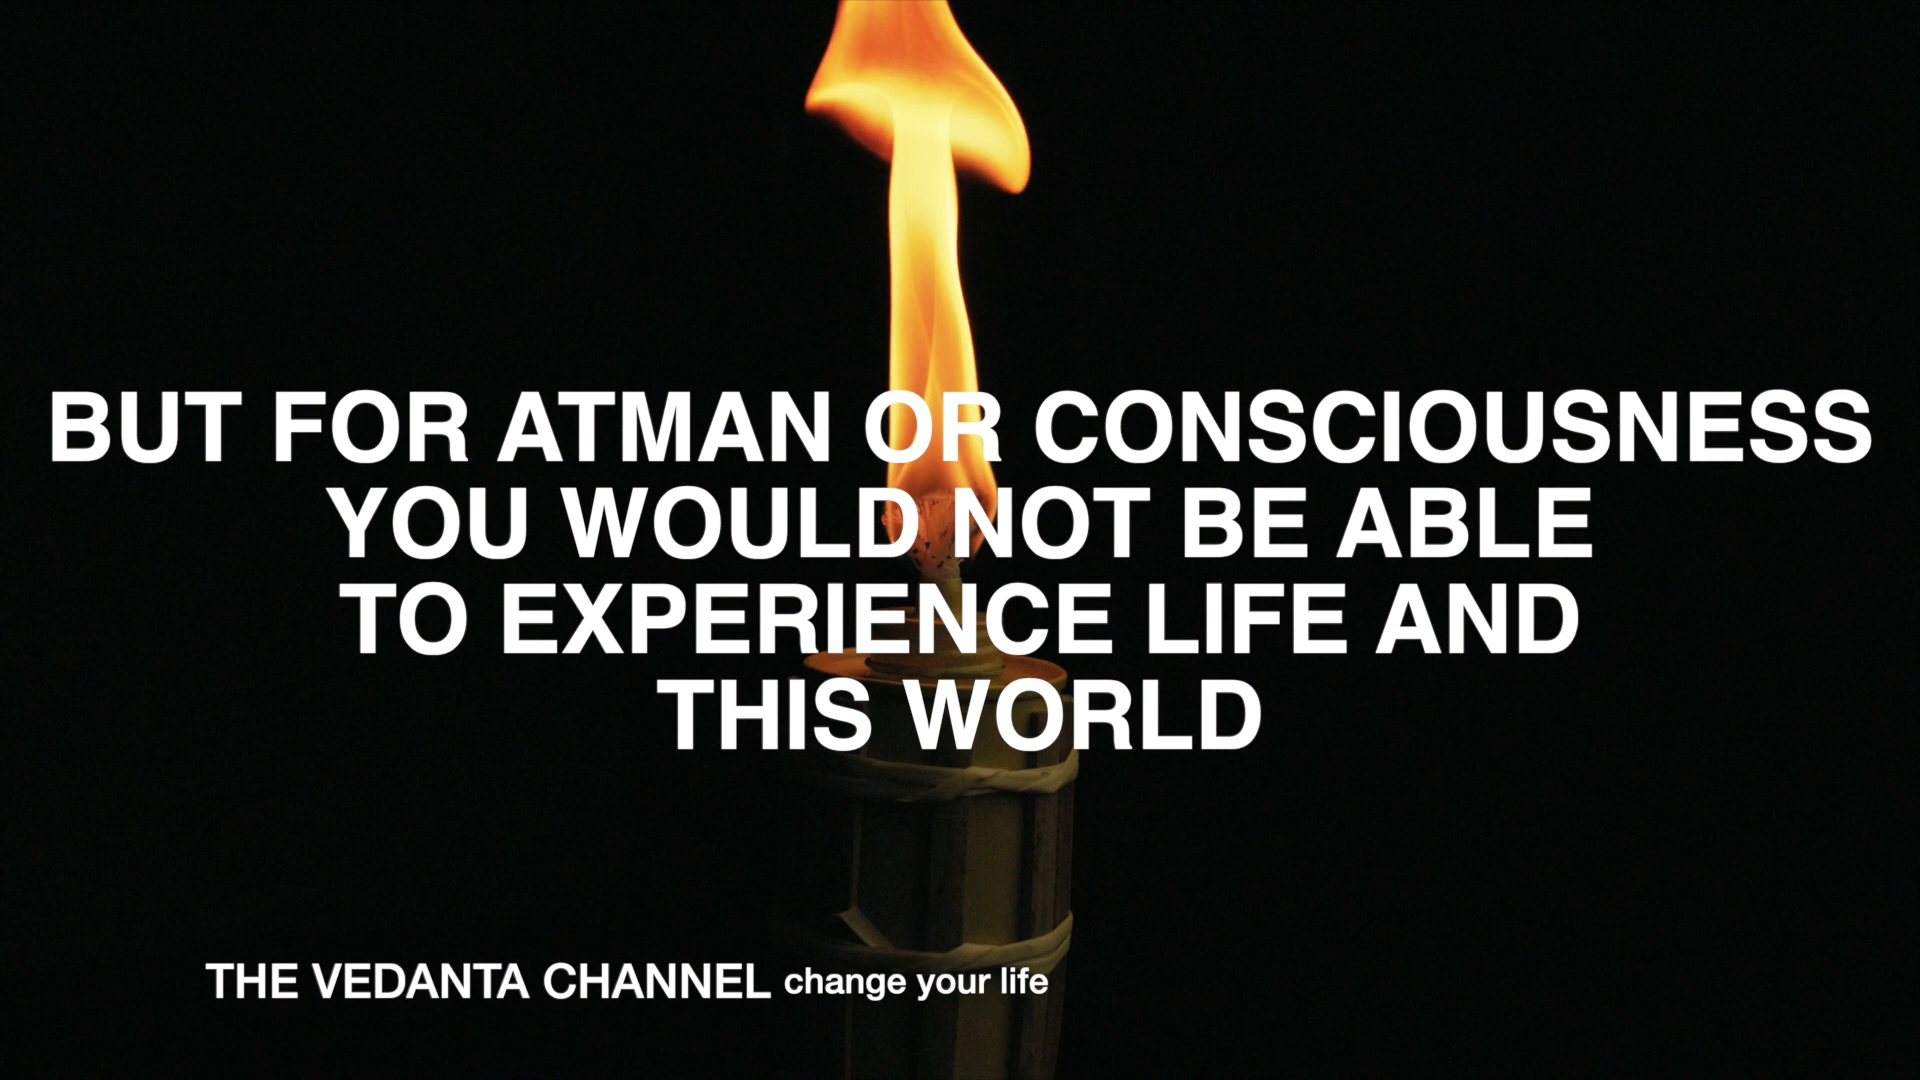 BUT FOR ATMAN OR CONSCIOUSNESS
YOU WOULD NOT BE ABLE
TO EXPERIENCE LIFE AND
THIS WORLD
THE VEDANTA CHANNEL change your life